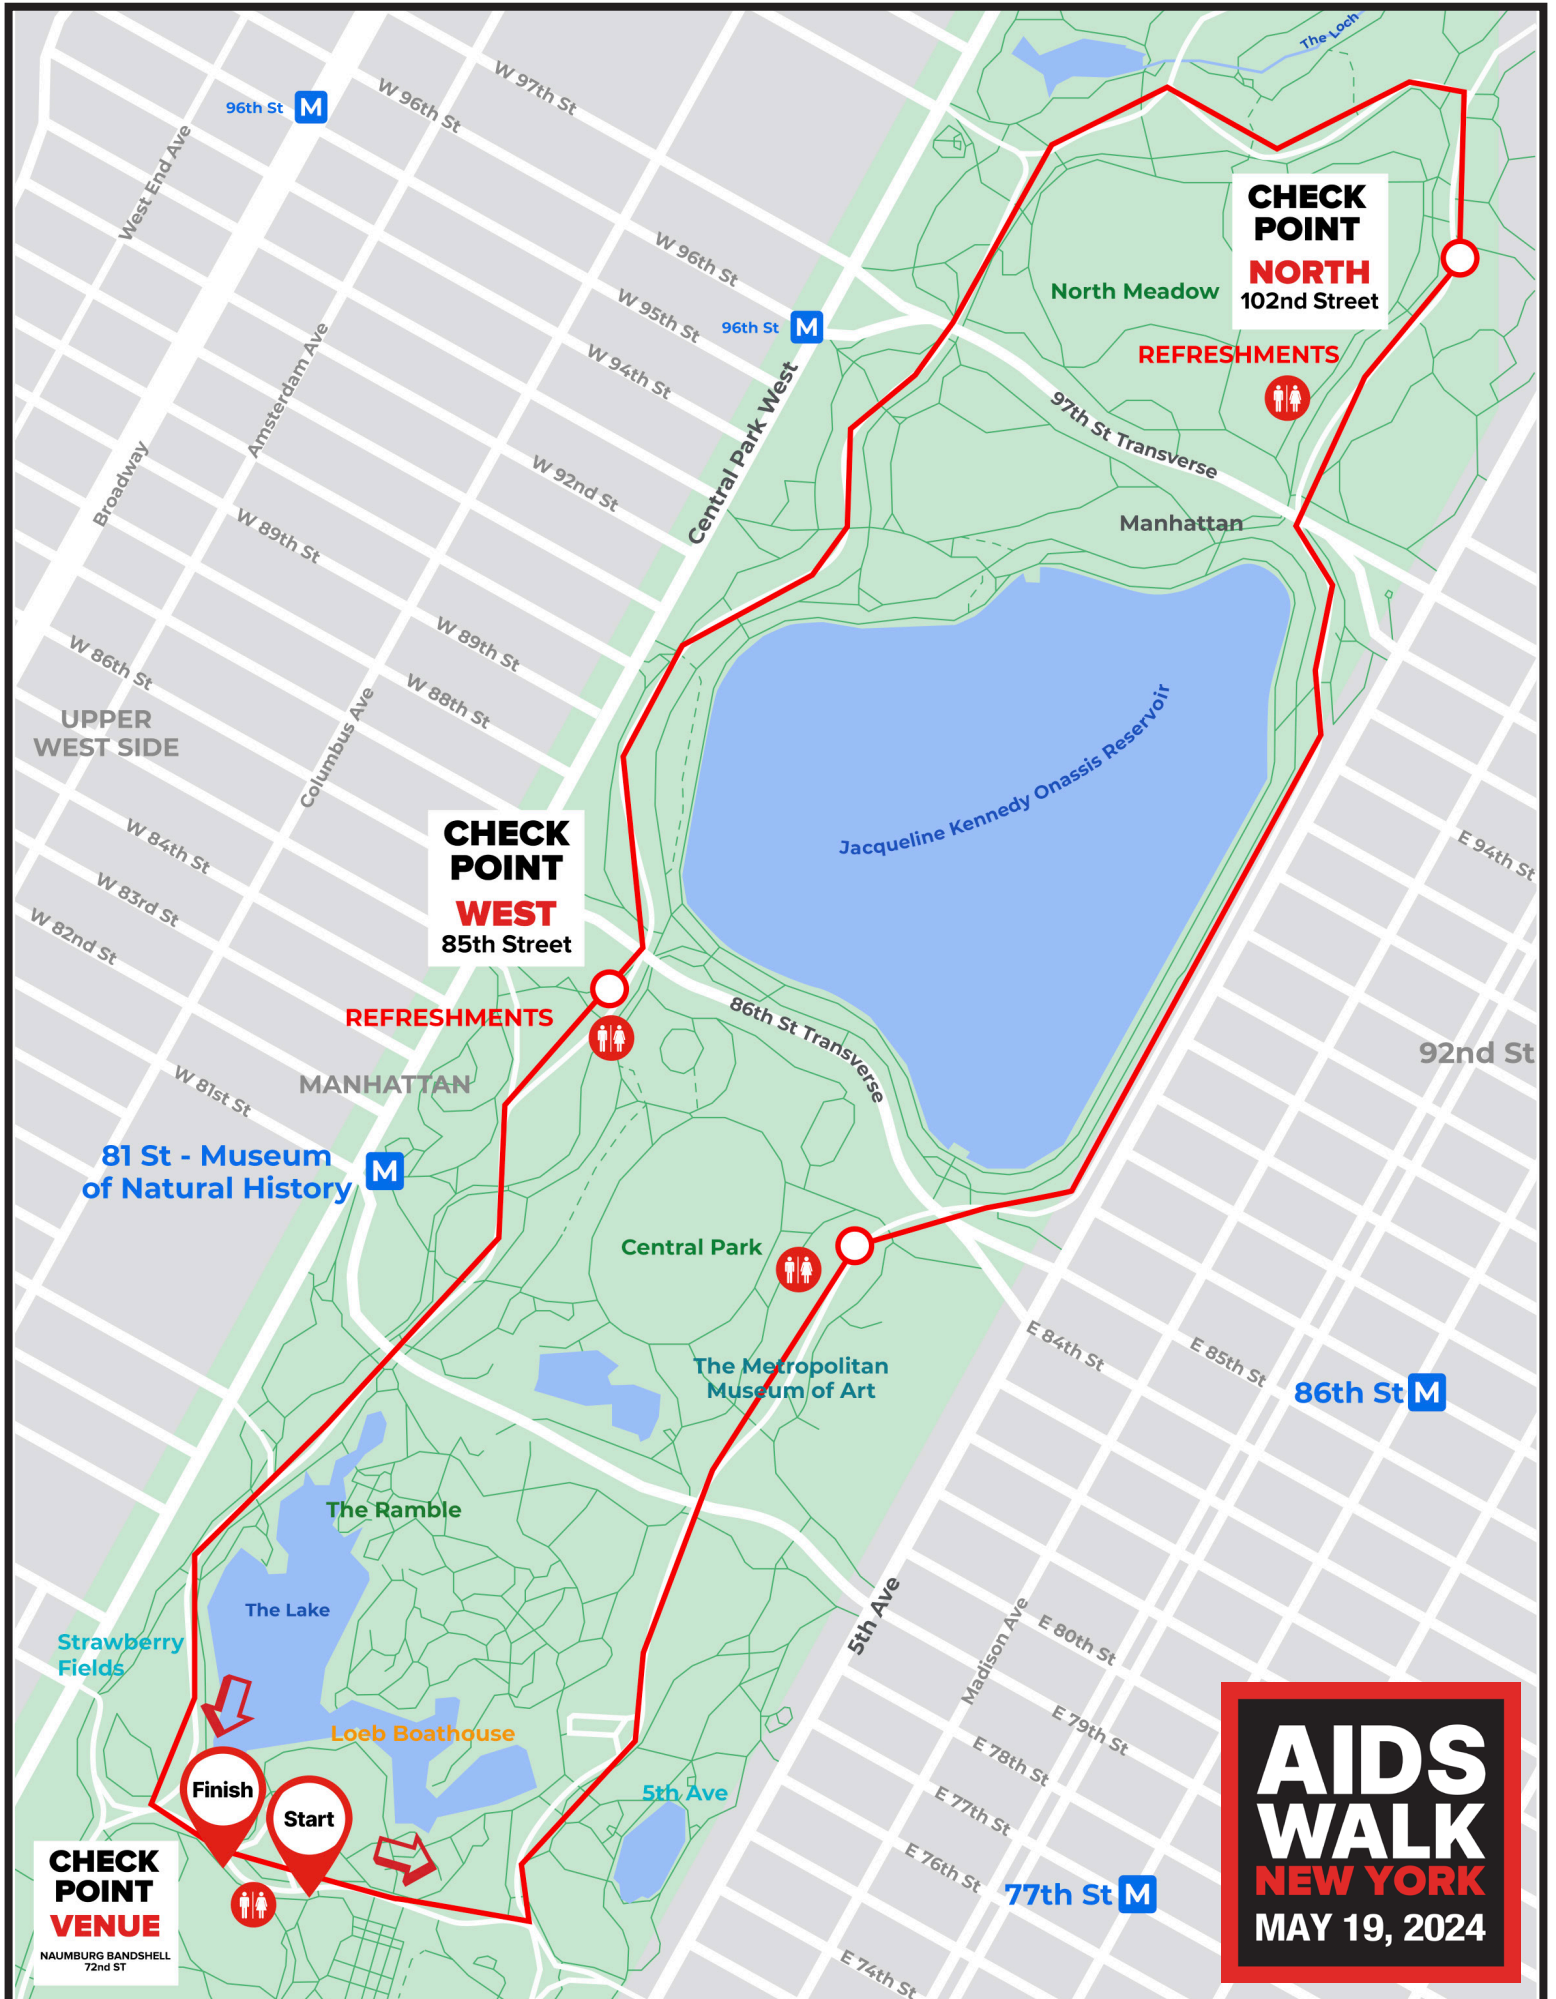 The Loch
W 97th St
W 96th St
96th St
M
West End Ave
CHECK
POINT
NORTH
102nd Street
W 96th St
North Meadow
W 95th St
96th St
M
W 94th St
REFRESHMENTS
Amsterdam Ave
Central Park West
97th St Transverse
Broadway
W 92nd St
Manhattan
W 89th St
W 89th St
W 86th St
W 88th St
UPPER
WEST SIDE
Columbus Ave
Jacqueline Kennedy Onassis Reservoir
W 84th St
CHECK
POINT
WEST
85th Street
E 94th St
W 83rd St
W 82nd St
REFRESHMENTS
86th St Transverse
92nd St
MANHATTAN
W 81st St
81 St - Museum
of Natural History
M
Central Park
E 84th St
E 85th St
The Metropolitan
Museum of Art
86th St
M
The Ramble
The Lake
5th Ave
Madison Ave
E 80th St
Strawberry
Fields
E 79th St
Loeb Boathouse
E 78th St
Finish
Start
5th Ave
E 77th St
E 76th St
77th St
M
CHECK
POINT
VENUE
NAUMBURG BANDSHELL
72nd ST
E 74th St
AIDS
WALK
NEW YORK
MAY 19, 2024